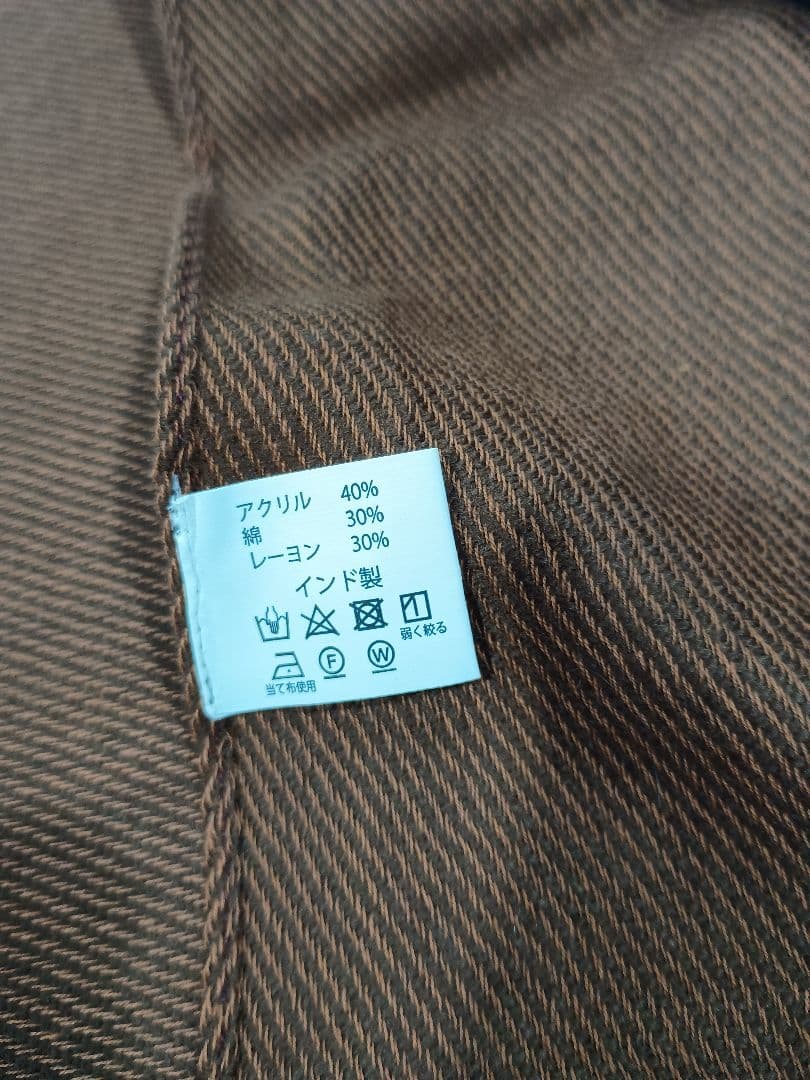 アクリル 40%
綿 30%
レーヨン 30%
インド製
弱く絞る
F W
当て布使用